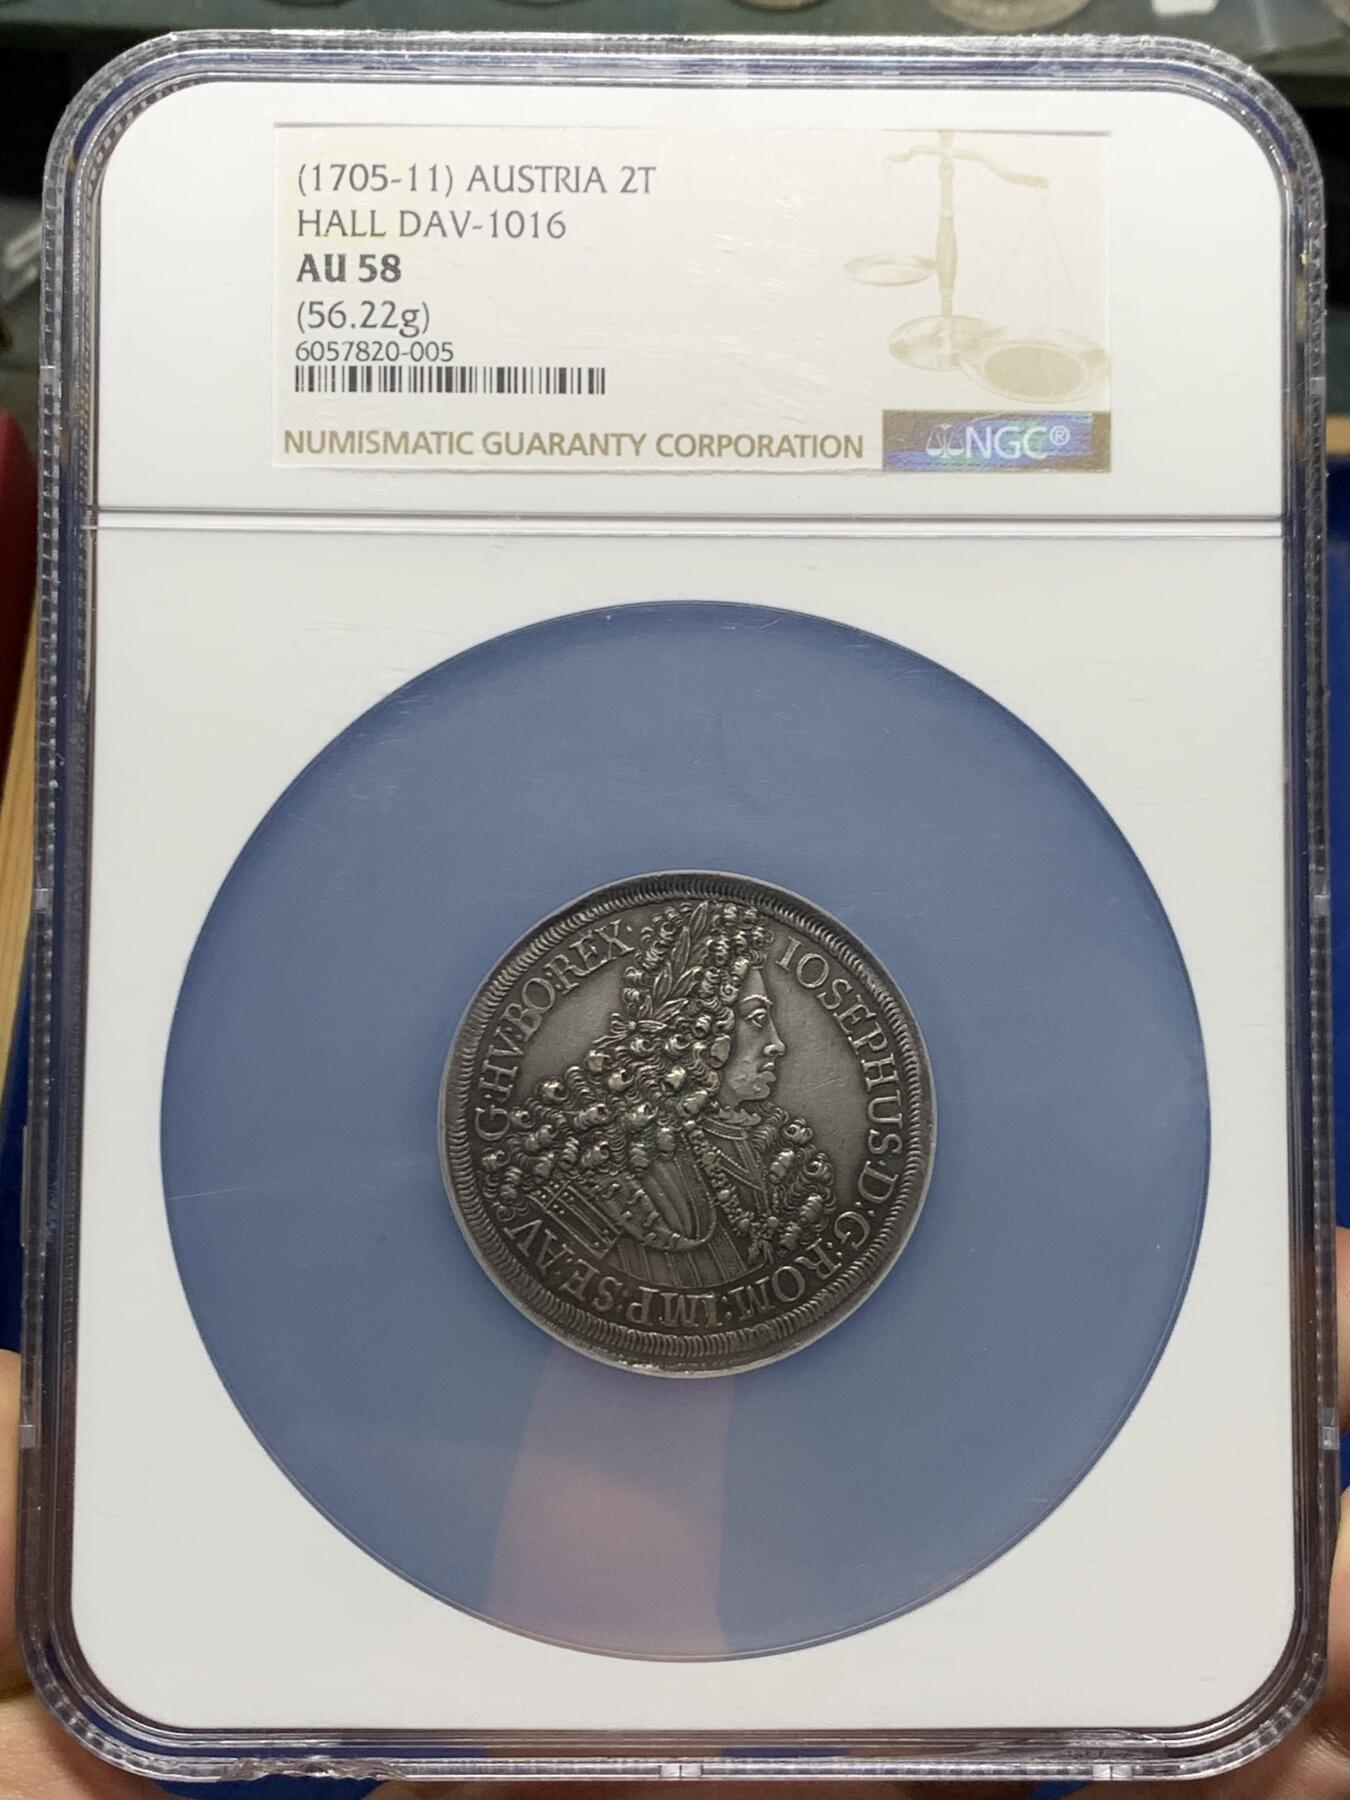 (1705-11) AUSTRIA 2T
HALL DAV-1016
AU 58
(56.22g)
6057820-005
NUMISMATIC GUARANTY CORPORATION
NGC®
IOSEPHUS·D:G:ROM:IMP:SE:AV·
G:HV:BO:REX·